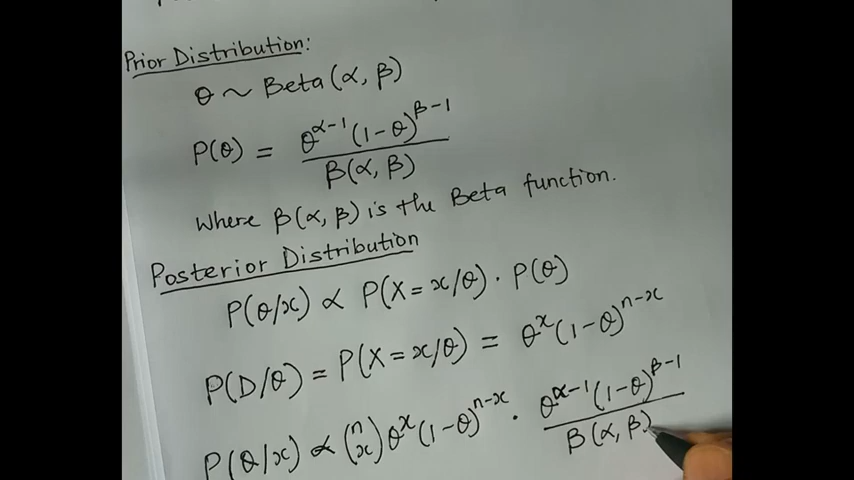 Prior Distribution:
θ ~ Beta(α, β)
P(θ) = θ^(α-1) (1-θ)^(β-1) / β(α, β)
Where β(α, β) is the Beta function.
Posterior Distribution
P(θ/x) ∝ P(X = x/θ) · P(θ)
P(D/θ) = P(X = x/θ) = θ^x (1-θ)^(n-x)
P(θ/x) ∝ (n x) θ^x (1-θ)^(n-x) · θ^(α-1) (1-θ)^(β-1) / β(α, β)